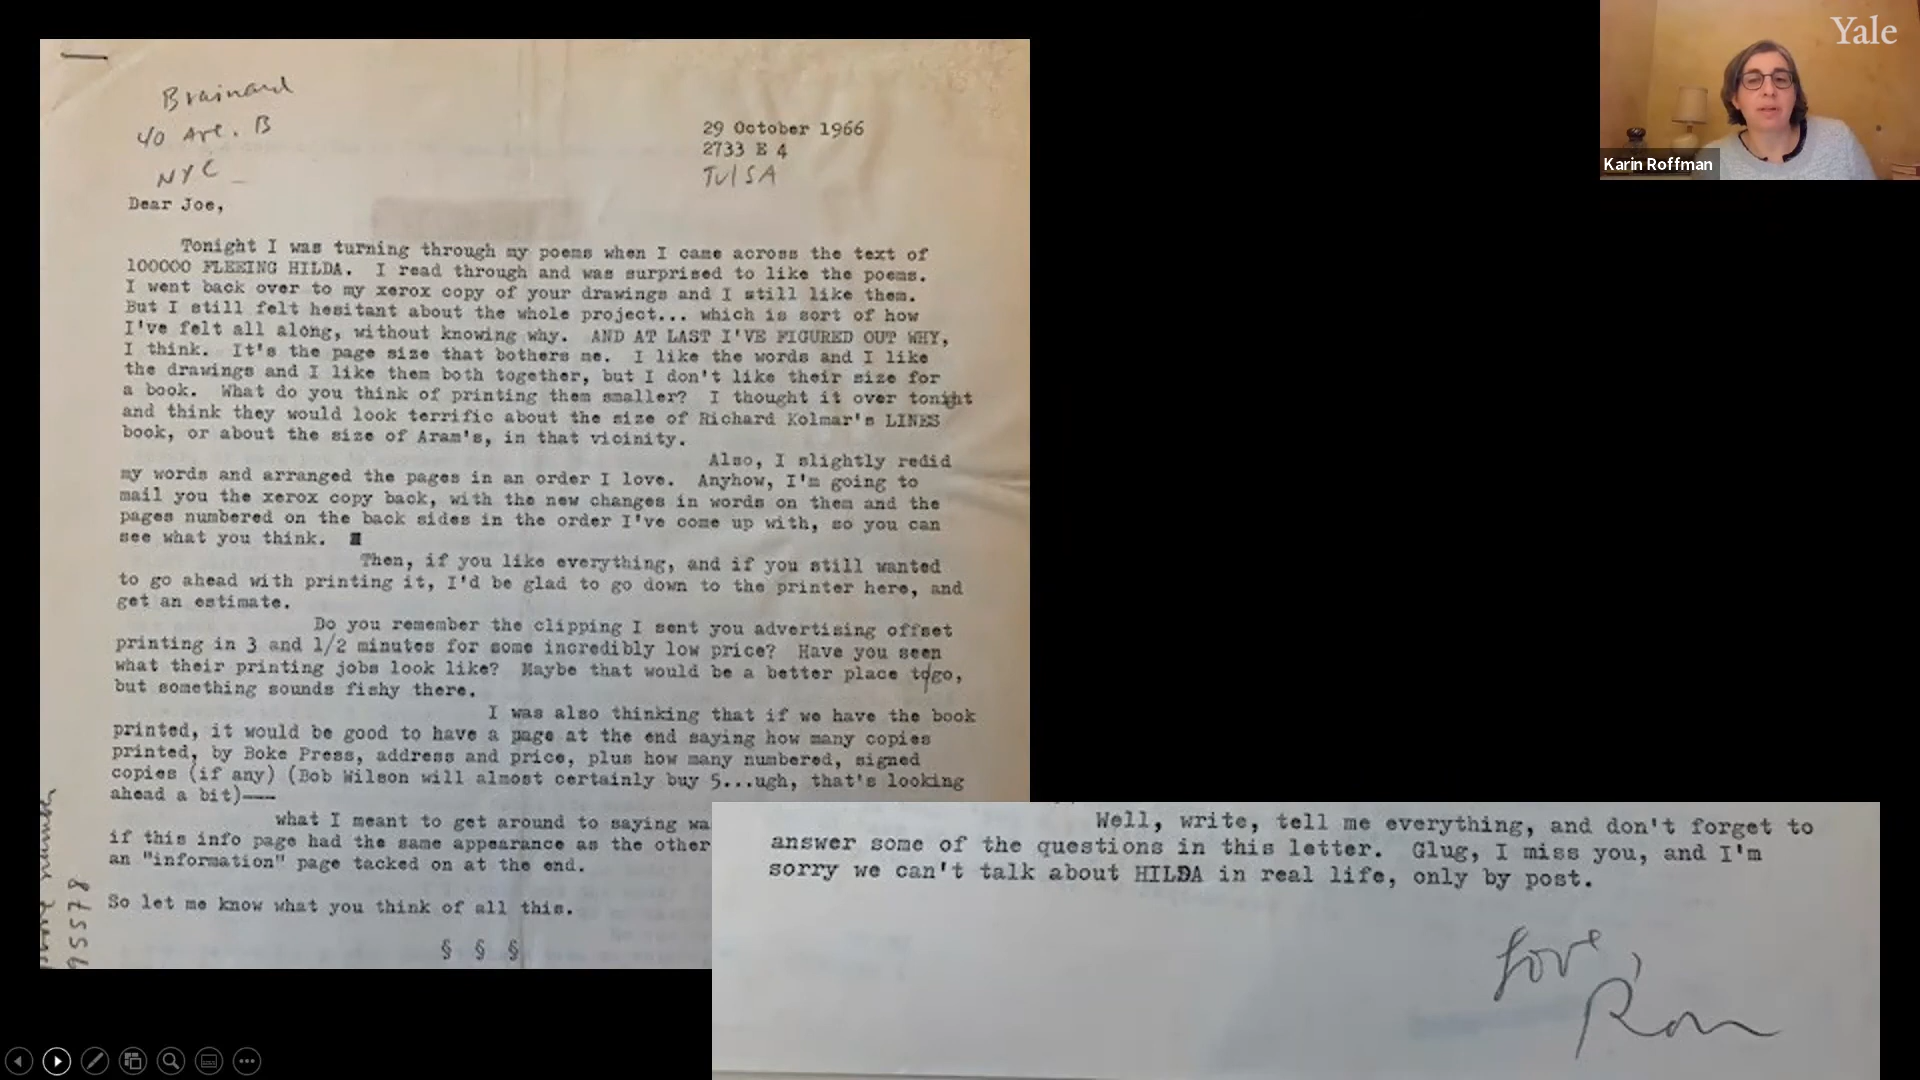 Brainard
40 Ave. B
NYC
29 October 1966
2733 E 4
TulSA
Dear Joe,
Tonight I was turning through my poems when I came across the text of
100000 FLEEING HILDA. I read through and was surprised to like the poems.
I went back over to my xerox copy of your drawings and I still like them.
But I still felt hesitant about the whole project... which is sort of how
I've felt all along, without knowing why. AND AT LAST I'VE FIGURED OUT WHY,
I think. It's the page size that bothers me. I like the words and I like
the drawings and I like them both together, but I don't like their size for
a book. What do you think of printing them smaller? I thought it over tonight
and think they would look terrific about the size of Richard Kolmar's LINES
book, or about the size of Aram's, in that vicinity.
Also, I slightly redid
my words and arranged the pages in an order I love. Anyhow, I'm going to
mail you the xerox copy back, with the new changes in words on them and the
pages numbered on the back sides in the order I've come up with, so you can
see what you think.
Then, if you like everything, and if you still wanted
to go ahead with printing it, I'd be glad to go down to the printer here, and
get an estimate.
Do you remember the clipping I sent you advertising offset
printing in 3 and 1/2 minutes for some incredibly low price? Have you seen
what their printing jobs look like? Maybe that would be a better place to/go,
but something sounds fishy there.
I was also thinking that if we have the book
printed, it would be good to have a page at the end saying how many copies
printed, by Boke Press, address and price, plus how many numbered, signed
copies (if any) (Bob Wilson will almost certainly buy 5...ugh, that's looking
ahead a bit)---
what I meant to get around to saying wa
if this info page had the same appearance as the other
an "information" page tacked on at the end.
So let me know what you think of all this.
§ § §
number
95578
Well, write, tell me everything, and don't forget to
answer some of the questions in this letter. Glug, I miss you, and I'm
sorry we can't talk about HILDA in real life, only by post.
Love,
Ron
Yale
Karin Roffman